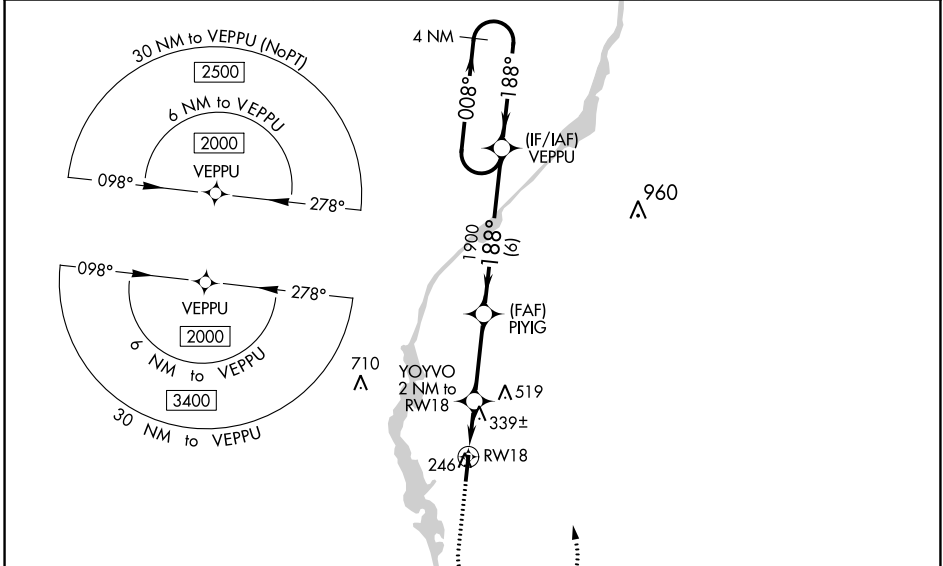 30 NM to VEPPU (NoPT)
2500
6 NM to VEPPU
2000
VEPPU
098°
278°
098°
278°
VEPPU
2000
6 NM to VEPPU
3400
30 NM to VEPPU
4 NM
008°
188°
(IF/IAF)
VEPPU
960
1900
188°
(6)
(FAF)
PIYIG
710
YOYVO
2 NM to
RW18
519
339±
246
RW18